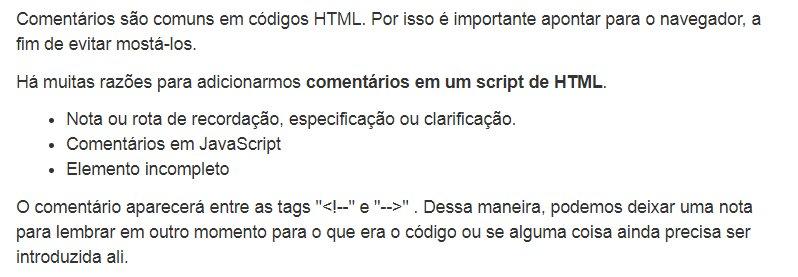 Comentários são comuns em códigos HTML. Por isso é importante apontar para o navegador, a
fim de evitar mostá-los.
Há muitas razões para adicionarmos comentários em um script de HTML.
• Nota ou rota de recordação, especificação ou clarificação.
• Comentários em JavaScript
• Elemento incompleto
O comentário aparecerá entre as tags "<!--" e "-->" . Dessa maneira, podemos deixar uma nota
para lembrar em outro momento para o que era o código ou se alguma coisa ainda precisa ser
introduzida ali.